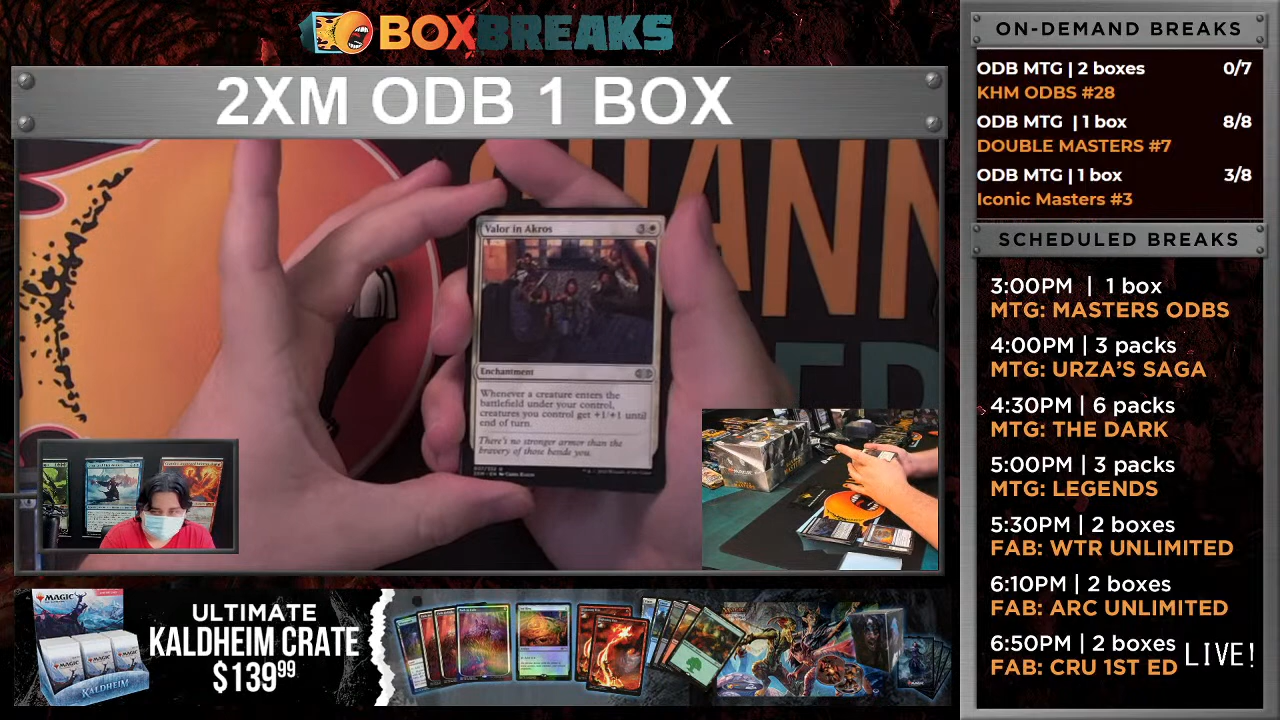 BOXBREAKS
2XM ODB 1 BOX
Valor in Akros
3
Enchantment
Whenever a creature enters the
battlefield under your control,
creatures you control get +1/+1 until
end of turn.
There's no stronger armor than the
bravery of those beside you.
ON-DEMAND BREAKS
ODB MTG | 2 boxes 0/7
KHM ODBS #28
ODB MTG | 1 box 8/8
DOUBLE MASTERS #7
ODB MTG | 1 box 3/8
Iconic Masters #3
SCHEDULED BREAKS
3:00PM | 1 box
MTG: MASTERS ODBS
4:00PM | 3 packs
MTG: URZA'S SAGA
4:30PM | 6 packs
MTG: THE DARK
5:00PM | 3 packs
MTG: LEGENDS
5:30PM | 2 boxes
FAB: WTR UNLIMITED
6:10PM | 2 boxes
FAB: ARC UNLIMITED
6:50PM | 2 boxes
FAB: CRU 1ST ED
LIVE!
MAGIC
KALDHEIM
ULTIMATE
KALDHEIM CRATE
$139.99